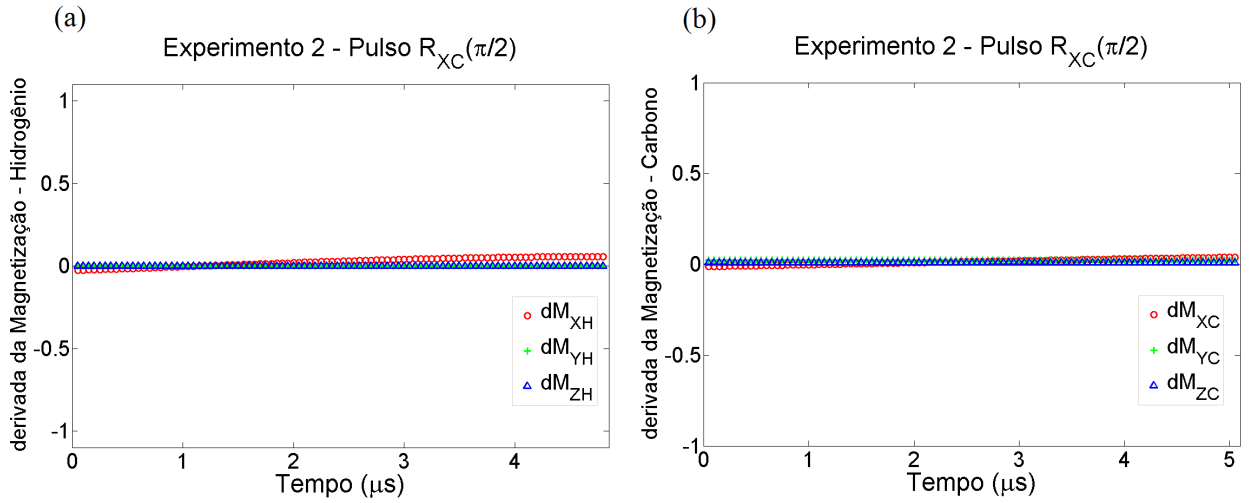 (a)
Experimento 2 - Pulso R_XC(π/2)
derivada da Magnetização - Hidrogênio
1
0.5
0
-0.5
-1
dM_XH
dM_YH
dM_ZH
0 1 2 3 4
Tempo (μs)
(b)
Experimento 2 - Pulso R_XC(π/2)
derivada da Magnetização - Carbono
1
0.5
0
-0.5
-1
dM_XC
dM_YC
dM_ZC
0 1 2 3 4 5
Tempo (μs)